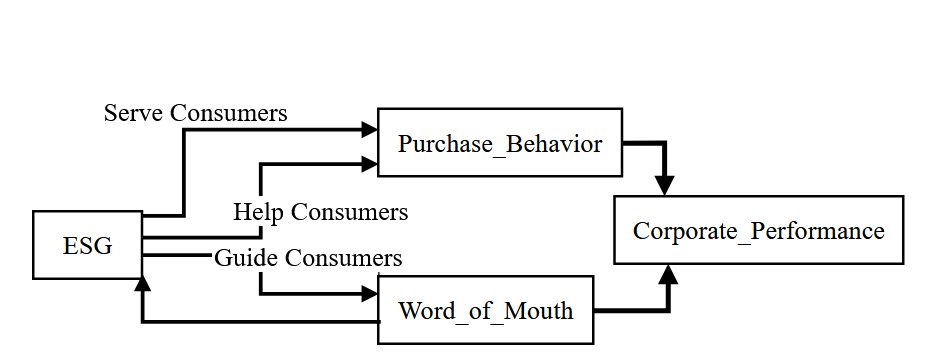 Serve Consumers
Purchase_Behavior
Help Consumers
Corporate_Performance
ESG
Guide Consumers
Word_of_Mouth